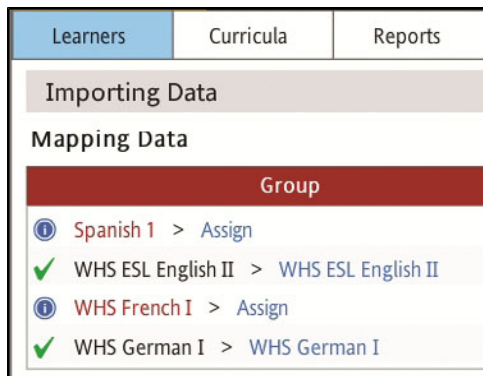 Learners Curricula Reports
Importing Data
Mapping Data
Group
Spanish 1 > Assign
WHS ESL English II > WHS ESL English II
WHS French I > Assign
WHS German I > WHS German I